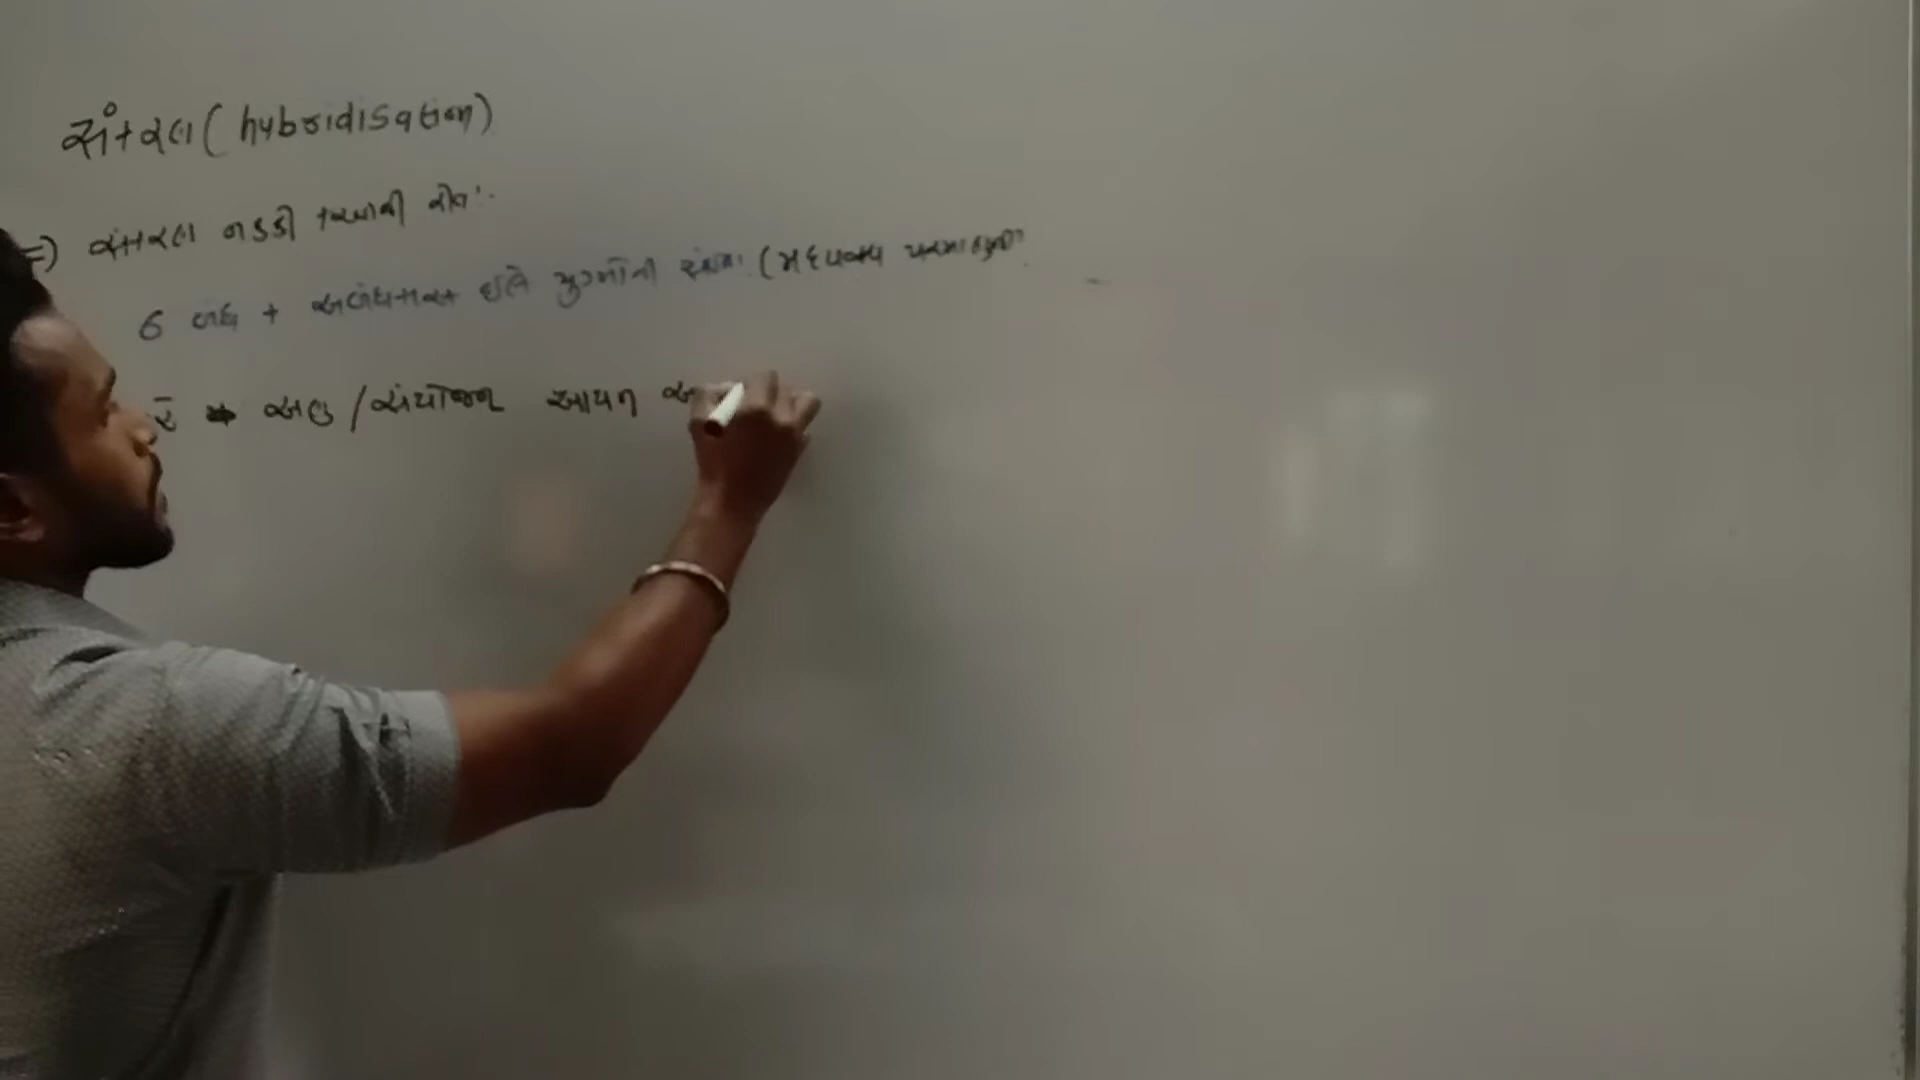 સંકરણ (hybridisation)
=) સંકરણ નક્કી કરવાની રીત :
6 બંધ + અબંધકારક ઇલે યુગ્મોની સંખ્યા (મધ્યસ્થ પરમાણુની
અણુ / સંયોજન આયન